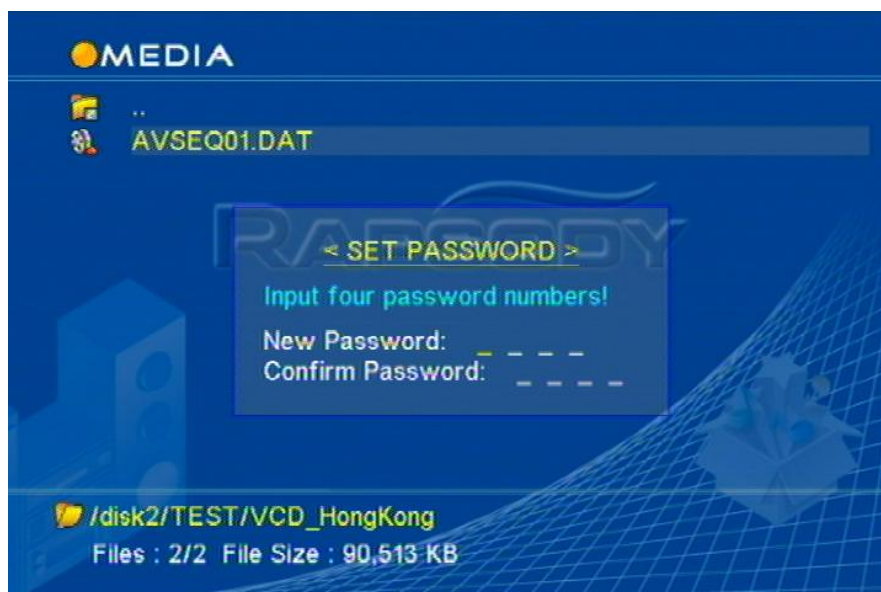 MEDIA
..
AVSEQ01.DAT
RAPSODY
< SET PASSWORD >
Input four password numbers!
New Password: _ _ _ _
Confirm Password: _ _ _ _
/disk2/TEST/VCD_HongKong
Files : 2/2 File Size : 90,513 KB